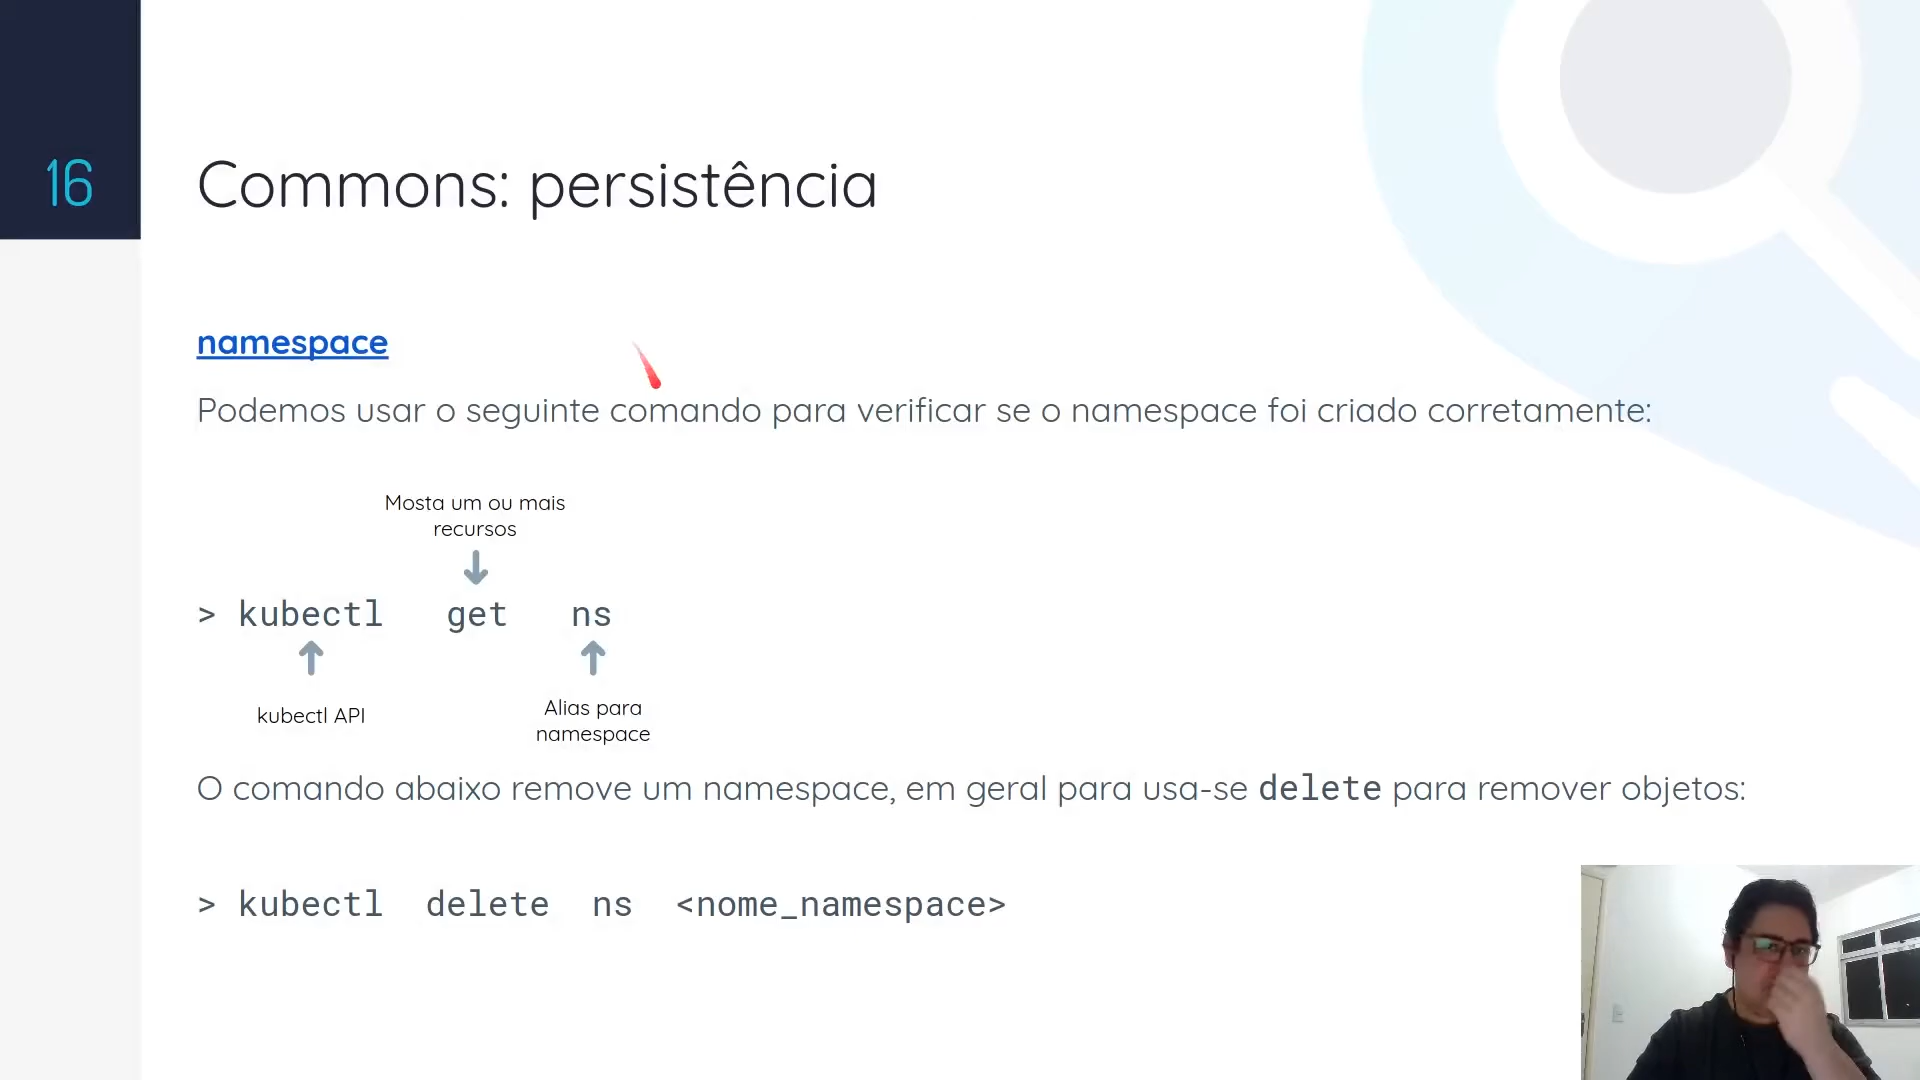 16
Commons: persistência
namespace
Podemos usar o seguinte comando para verificar se o namespace foi criado corretamente:
Mosta um ou mais
recursos
> kubectl get ns
kubectl API
Alias para
namespace
O comando abaixo remove um namespace, em geral para usa-se delete para remover objetos:
> kubectl delete ns <nome_namespace>